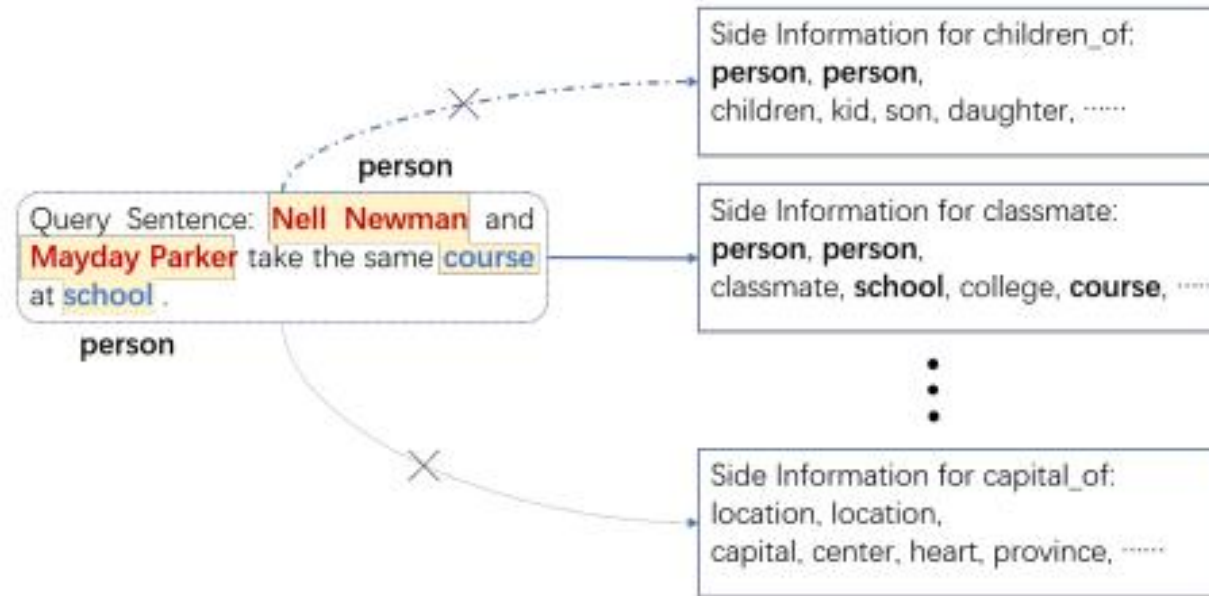 Side Information for children_of:
person, person,
children, kid, son, daughter, ......
person
Query Sentence: Nell Newman and
Mayday Parker take the same course
at school .
person
Side Information for classmate:
person, person,
classmate, school, college, course, ......
Side Information for capital_of:
location, location,
capital, center, heart, province, ......